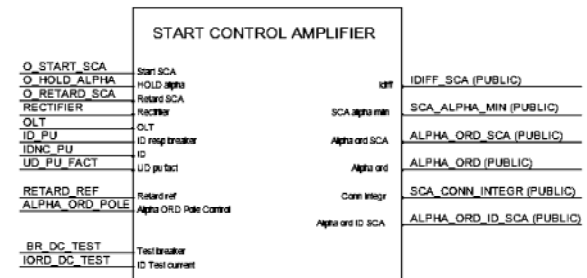 START CONTROL AMPLIFIER
O_START_SCA
Start SCA
O_HOLD_ALPHA
HOLD alpha
Idiff
IDIFF_SCA (PUBLIC)
O_RETARD_SCA
Retard SCA
RECTIFIER
Rectifier
SCA alpha min
SCA_ALPHA_MIN (PUBLIC)
OLT
OLT
ID_PU
ID resp breaker
Alpha ord SCA
ALPHA_ORD_SCA (PUBLIC)
IDNC_PU
ID
UD_PU_FACT
UD pu fact
Alpha ord
ALPHA_ORD (PUBLIC)
RETARD_REF
Retard ref
Conn Integr
SCA_CONN_INTEGR (PUBLIC)
ALPHA_ORD_POLE
Alpha ORD Pole Control
Alpha ord ID SCA
ALPHA_ORD_ID_SCA (PUBLIC)
BR_DC_TEST
Test breaker
IORD_DC_TEST
ID Test current